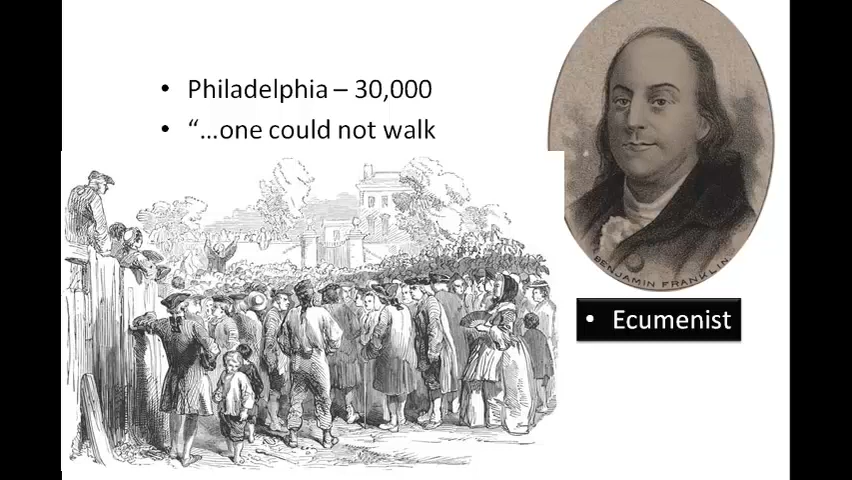 • Philadelphia – 30,000
• “…one could not walk
BENJAMIN FRANKLIN.
• Ecumenist